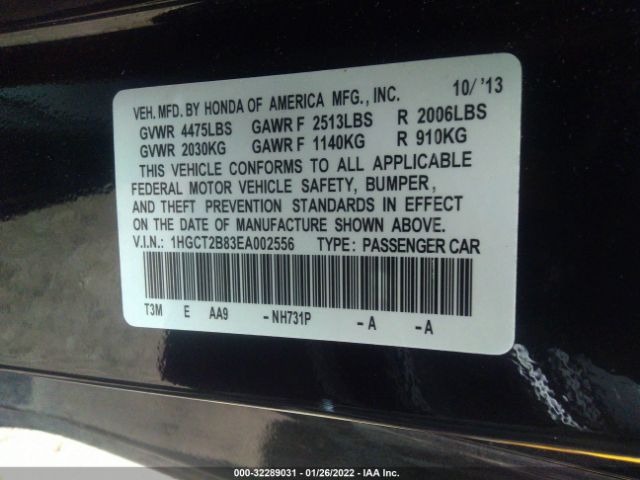 VEH. MFD. BY HONDA OF AMERICA MFG., INC. 10/ '13
GVWR 4475LBS GAWR F 2513LBS R 2006LBS
GVWR 2030KG GAWR F 1140KG R 910KG
THIS VEHICLE CONFORMS TO ALL APPLICABLE
FEDERAL MOTOR VEHICLE SAFETY, BUMPER,
AND THEFT PREVENTION STANDARDS IN EFFECT
ON THE DATE OF MANUFACTURE SHOWN ABOVE.
V.I.N.: 1HGCT2B83EA002556 TYPE: PASSENGER CAR
T3M E AA9 -NH731P -A -A
000-32289031 - 01/26/2022 - IAA Inc.